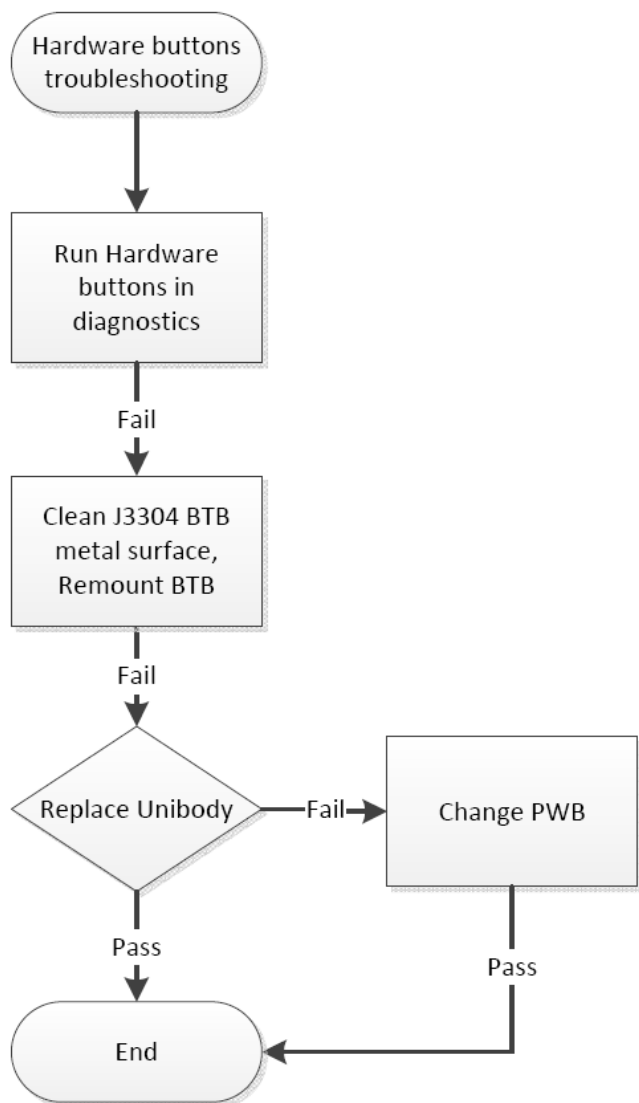 Hardware buttons
troubleshooting
Run Hardware
buttons in
diagnostics
Fail
Clean J3304 BTB
metal surface,
Remount BTB
Fail
Replace Unibody
Fail
Change PWB
Pass
Pass
End